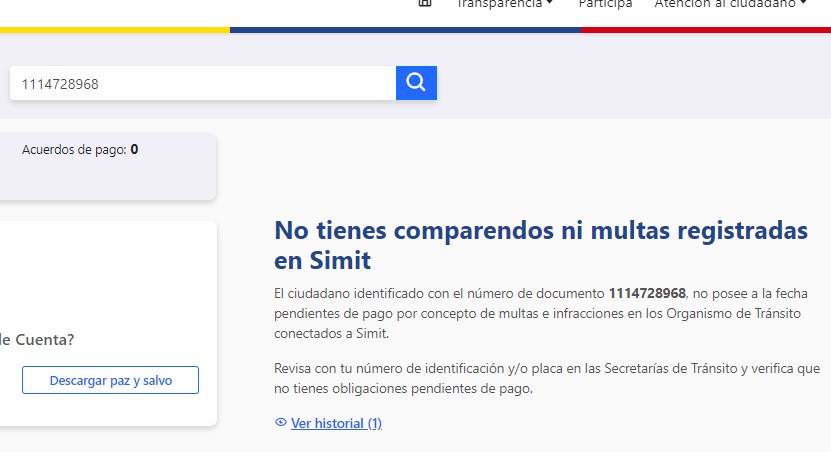 Transparencia Participa Atención al ciudadano
1114728968
Acuerdos de pago: 0
No tienes comparendos ni multas registradas
en Simit
El ciudadano identificado con el número de documento 1114728968, no posee a la fecha
pendientes de pago por concepto de multas e infracciones en los Organismo de Tránsito
conectados a Simit.
le Cuenta?
Descargar paz y salvo
Revisa con tu número de identificación y/o placa en las Secretarías de Tránsito y verifica que
no tienes obligaciones pendientes de pago.
Ver historial (1)